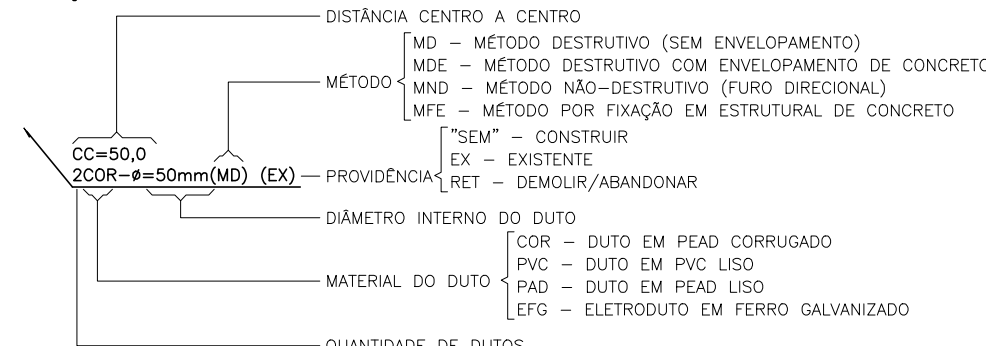 DISTÂNCIA CENTRO A CENTRO
MD – MÉTODO DESTRUTIVO (SEM ENVELOPAMENTO)
MDE – MÉTODO DESTRUTIVO COM ENVELOPAMENTO DE CONCRETO
MÉTODO
MND – MÉTODO NÃO–DESTRUTIVO (FURO DIRECIONAL)
MFE – MÉTODO POR FIXAÇÃO EM ESTRUTURAL DE CONCRETO
"SEM" – CONSTRUIR
CC=50,0
EX – EXISTENTE
2COR–ø=50mm(MD) (EX)
PROVIDÊNCIA
RET – DEMOLIR/ABANDONAR
DIÂMETRO INTERNO DO DUTO
COR – DUTO EM PEAD CORRUGADO
PVC – DUTO EM PVC LISO
MATERIAL DO DUTO
PAD – DUTO EM PEAD LISO
EFG – ELETRODUTO EM FERRO GALVANIZADO
QUANTIDADE DE DUTOS